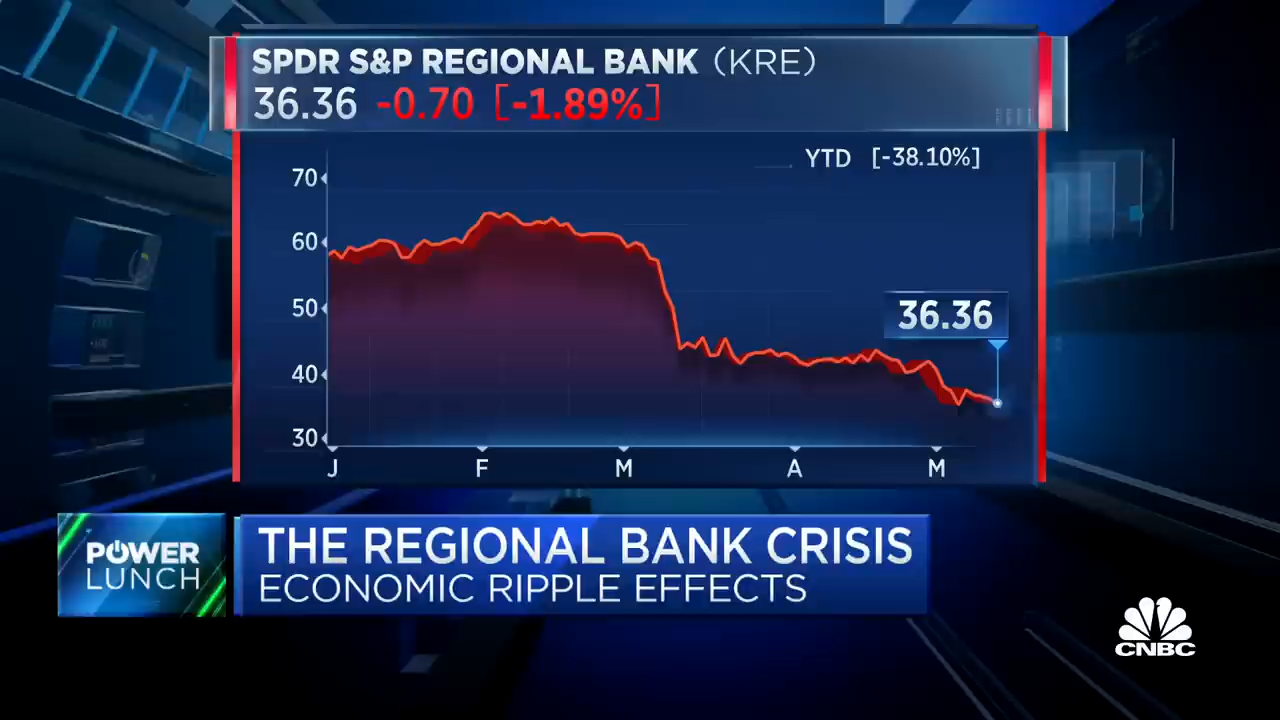 SPDR S&P REGIONAL BANK (KRE)
36.36 -0.70 [-1.89%]
YTD [-38.10%]
70
60
50
40
30
36.36
J F M A M
POWER
LUNCH
THE REGIONAL BANK CRISIS
ECONOMIC RIPPLE EFFECTS
CNBC